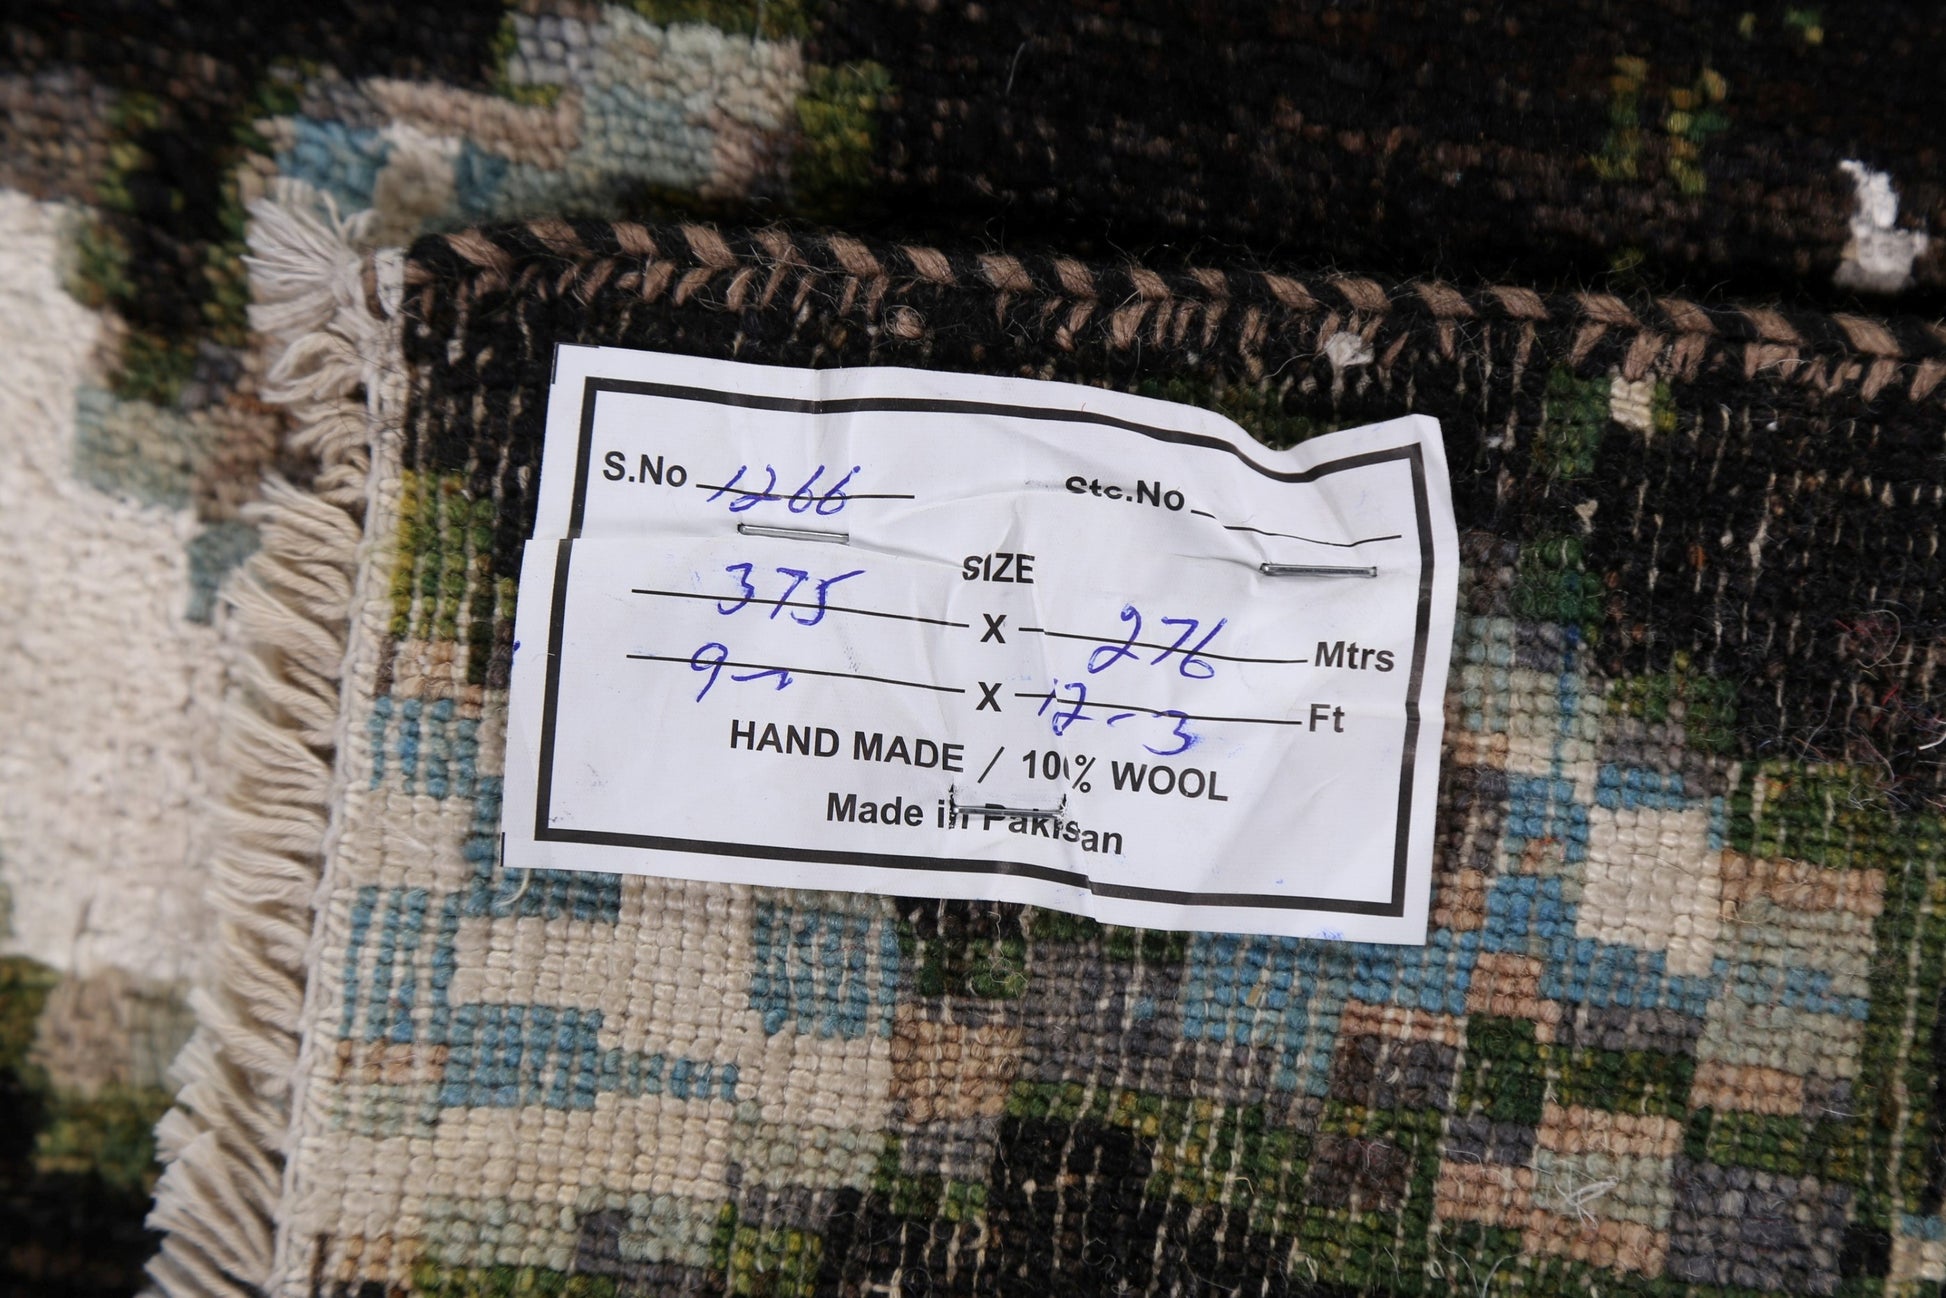 S.No 1266 Stc.No
SIZE
375 X 276 Mtrs
9-1 X 12-3 Ft
HAND MADE / 100% WOOL
Made in Pakisan